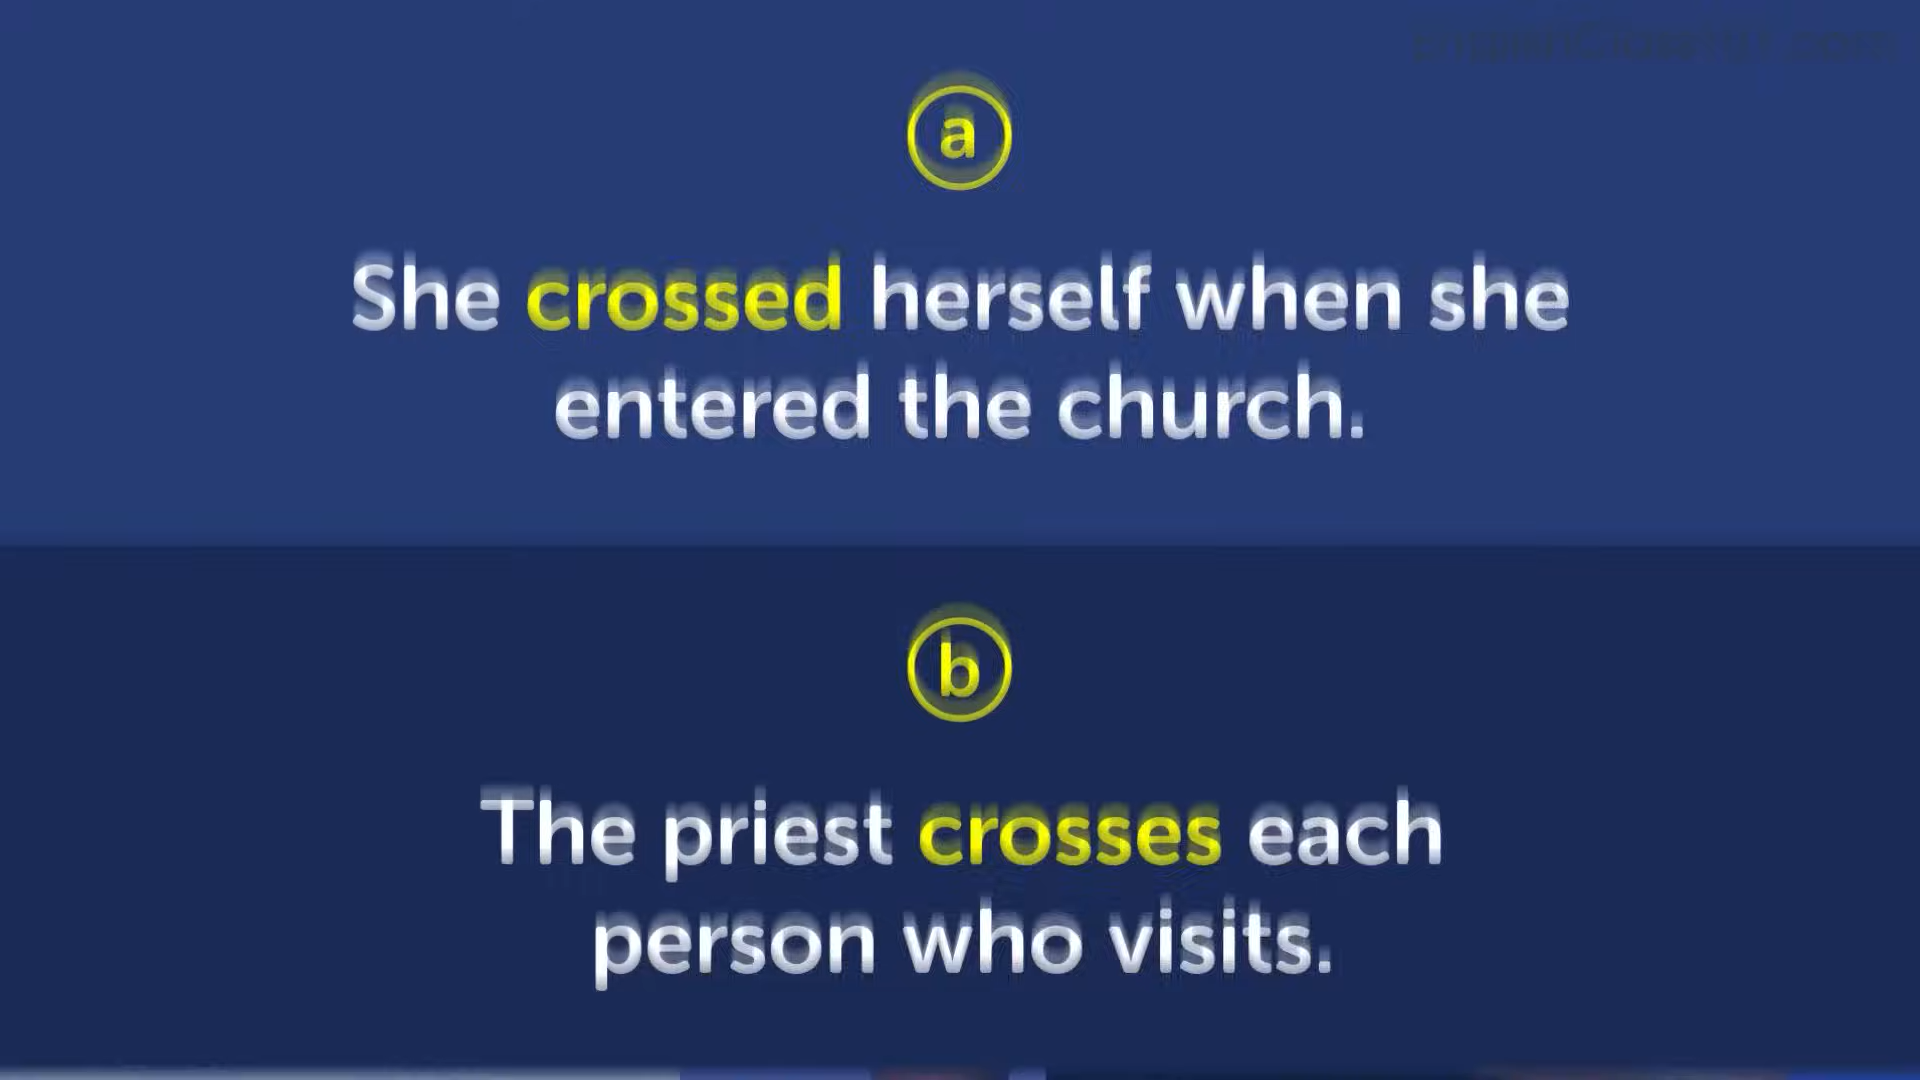 a
She crossed herself when she
entered the church.
b
The priest crosses each
person who visits.